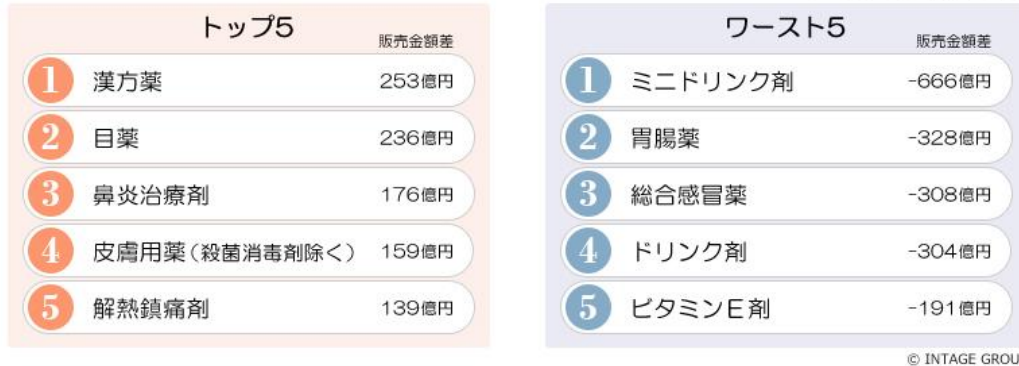 トップ5
販売金額差
1 漢方薬 253億円
2 目薬 236億円
3 鼻炎治療剤 176億円
4 皮膚用薬(殺菌消毒剤除く) 159億円
5 解熱鎮痛剤 139億円
ワースト5
販売金額差
1 ミニドリンク剤 -666億円
2 胃腸薬 -328億円
3 総合感冒薬 -308億円
4 ドリンク剤 -304億円
5 ビタミンE剤 -191億円
© INTAGE GROU